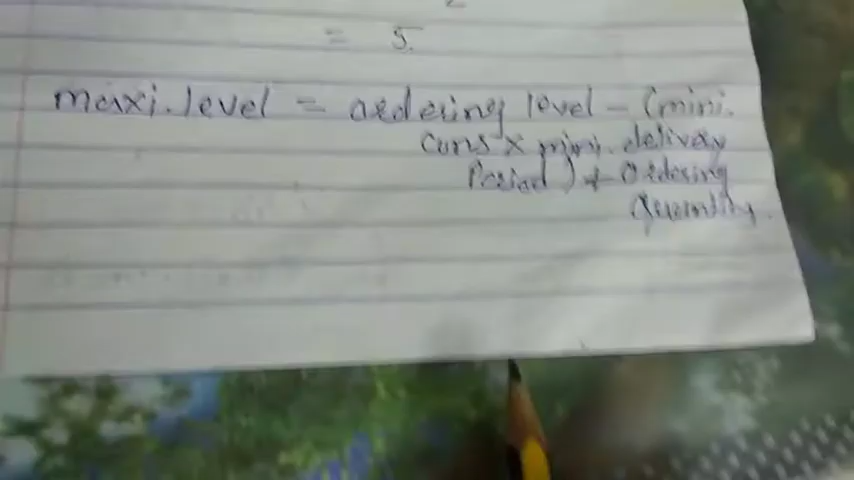 = 5.
maxi. level = ordering level - (mini.
cons x mini. delivery
Period) + Ordering
Quantity.